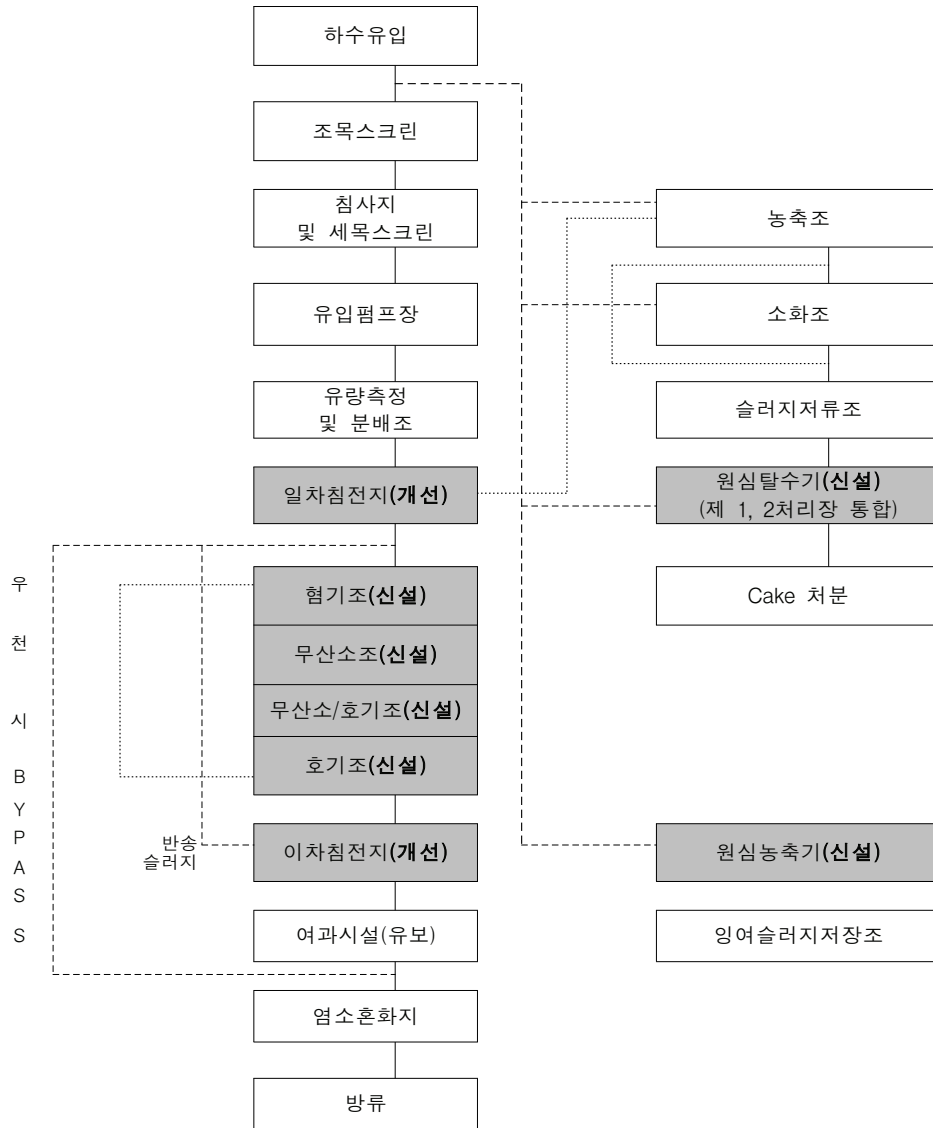 하수유입
조목스크린
침사지
및 세목스크린
유입펌프장
유량측정
및 분배조
일차침전지(개선)
혐기조(신설)
무산소조(신설)
무산소/호기조(신설)
호기조(신설)
반송
슬러지
이차침전지(개선)
여과시설(유보)
염소혼화지
방류
우
천
시
B
Y
P
A
S
S
농축조
소화조
슬러지저류조
원심탈수기(신설)
(제 1, 2처리장 통합)
Cake 처분
원심농축기(신설)
잉여슬러지저장조